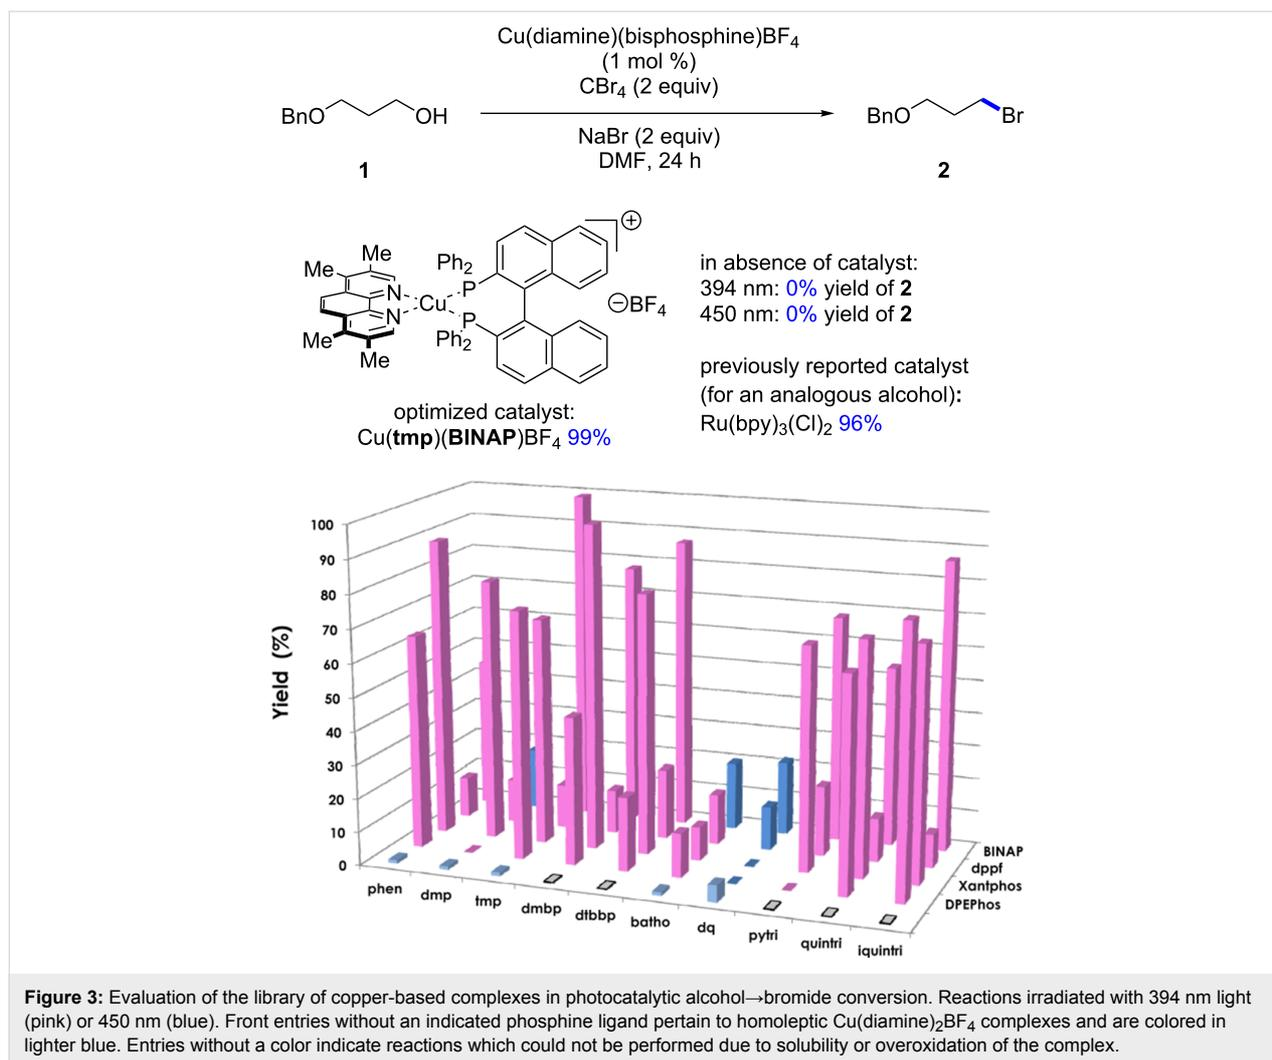 Cu(diamine)(bisphosphine)BF4
(1 mol %)
CBr4 (2 equiv)
BnO OH
BnO Br
NaBr (2 equiv)
DMF, 24 h
1
2
Me Me
Ph2
N
N
Cu
P
P
Ph2
Me
Me
⊕
⊖BF4
optimized catalyst:
Cu(tmp)(BINAP)BF4 99%
in absence of catalyst:
394 nm: 0% yield of 2
450 nm: 0% yield of 2
previously reported catalyst
(for an analogous alcohol):
Ru(bpy)3(Cl)2 96%
Yield (%)
100
90
80
70
60
50
40
30
20
10
0
phen
dmp
tmp
dmbp
dtbbp
batho
dq
pytri
quintri
iquintri
BINAP
dppf
Xantphos
DPEPhos
Figure 3: Evaluation of the library of copper-based complexes in photocatalytic alcohol→bromide conversion. Reactions irradiated with 394 nm light
(pink) or 450 nm (blue). Front entries without an indicated phosphine ligand pertain to homoleptic Cu(diamine)2BF4 complexes and are colored in
lighter blue. Entries without a color indicate reactions which could not be performed due to solubility or overoxidation of the complex.